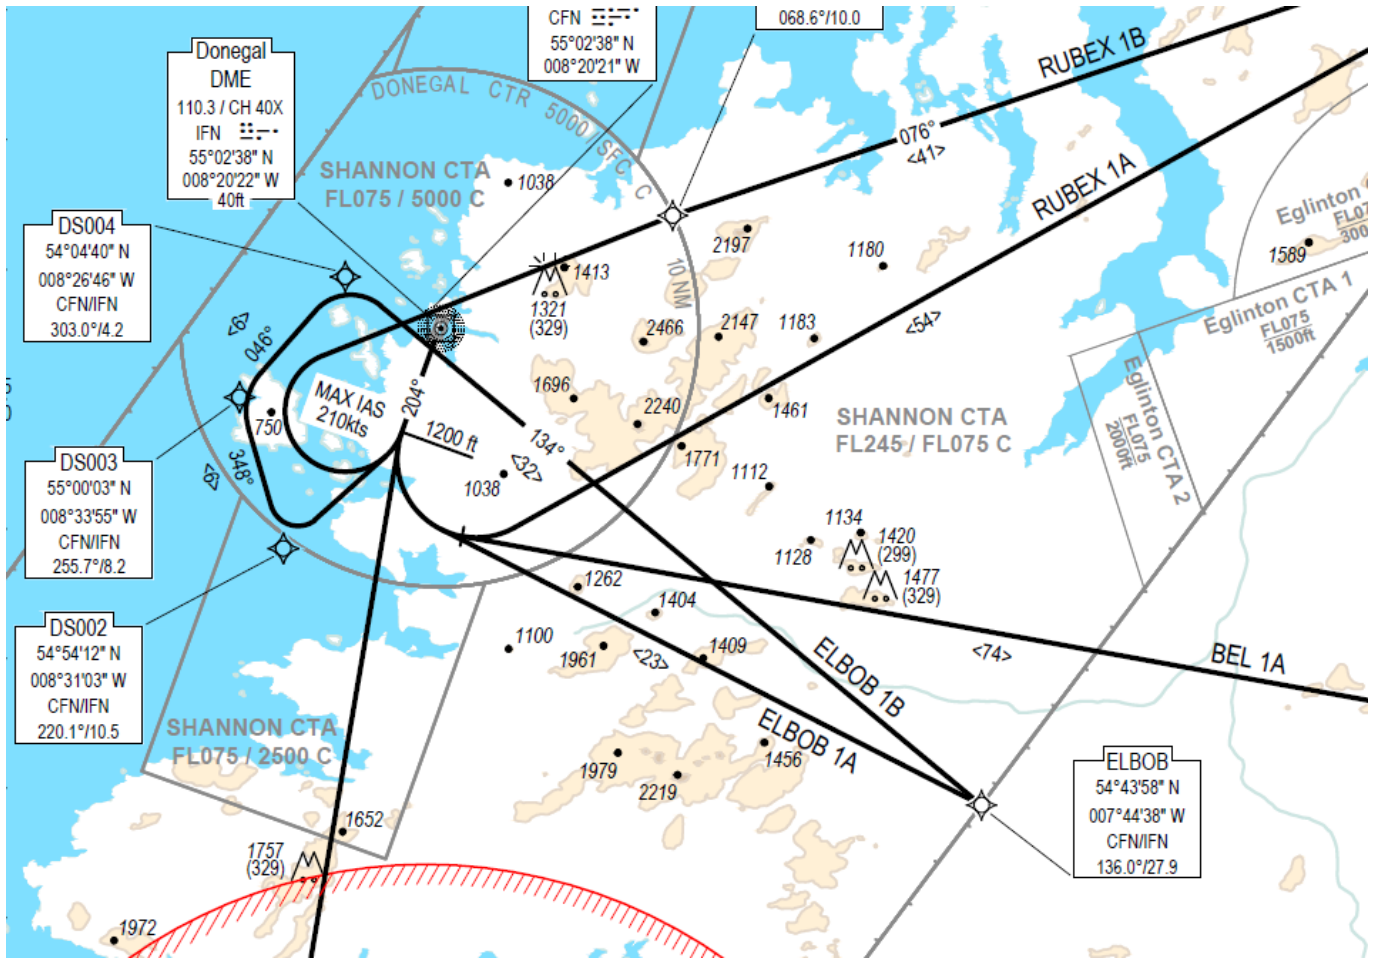 CFN
55°02'38" N
008°20'21" W
068.6°/10.0
Donegal
DME
110.3 / CH 40X
IFN
55°02'38" N
008°20'22" W
40ft
DONEGAL CTR 5000/SFC C
RUBEX 1B
076°
<41>
RUBEX 1A
<54>
SHANNON CTA
FL075 / 5000 C
1038
DS004
54°04'40" N
008°26'46" W
CFN/IFN
303.0°/4.2
2197
1180
Eglinton
FL07
300
1589
1413
1321
(329)
10 NM
2466
2147
1183
Eglinton CTA 1
FL075
1500ft
Eglinton CTA 2
FL075
2000ft
<6>
046°
MAX IAS
210kts
204°
750
1696
2240
1461
SHANNON CTA
FL245 / FL075 C
1200 ft
134°
<32>
1771
1112
1038
348°
<6>
DS003
55°00'03" N
008°33'55" W
CFN/IFN
255.7°/8.2
1134
1420
(299)
1128
1477
(329)
1262
1404
1100
1961
<23>
1409
<74>
BEL 1A
DS002
54°54'12" N
008°31'03" W
CFN/IFN
220.1°/10.5
ELBOB 1B
ELBOB 1A
SHANNON CTA
FL075 / 2500 C
1979
2219
1456
ELBOB
54°43'58" N
007°44'38" W
CFN/IFN
136.0°/27.9
1652
1757
(329)
1972